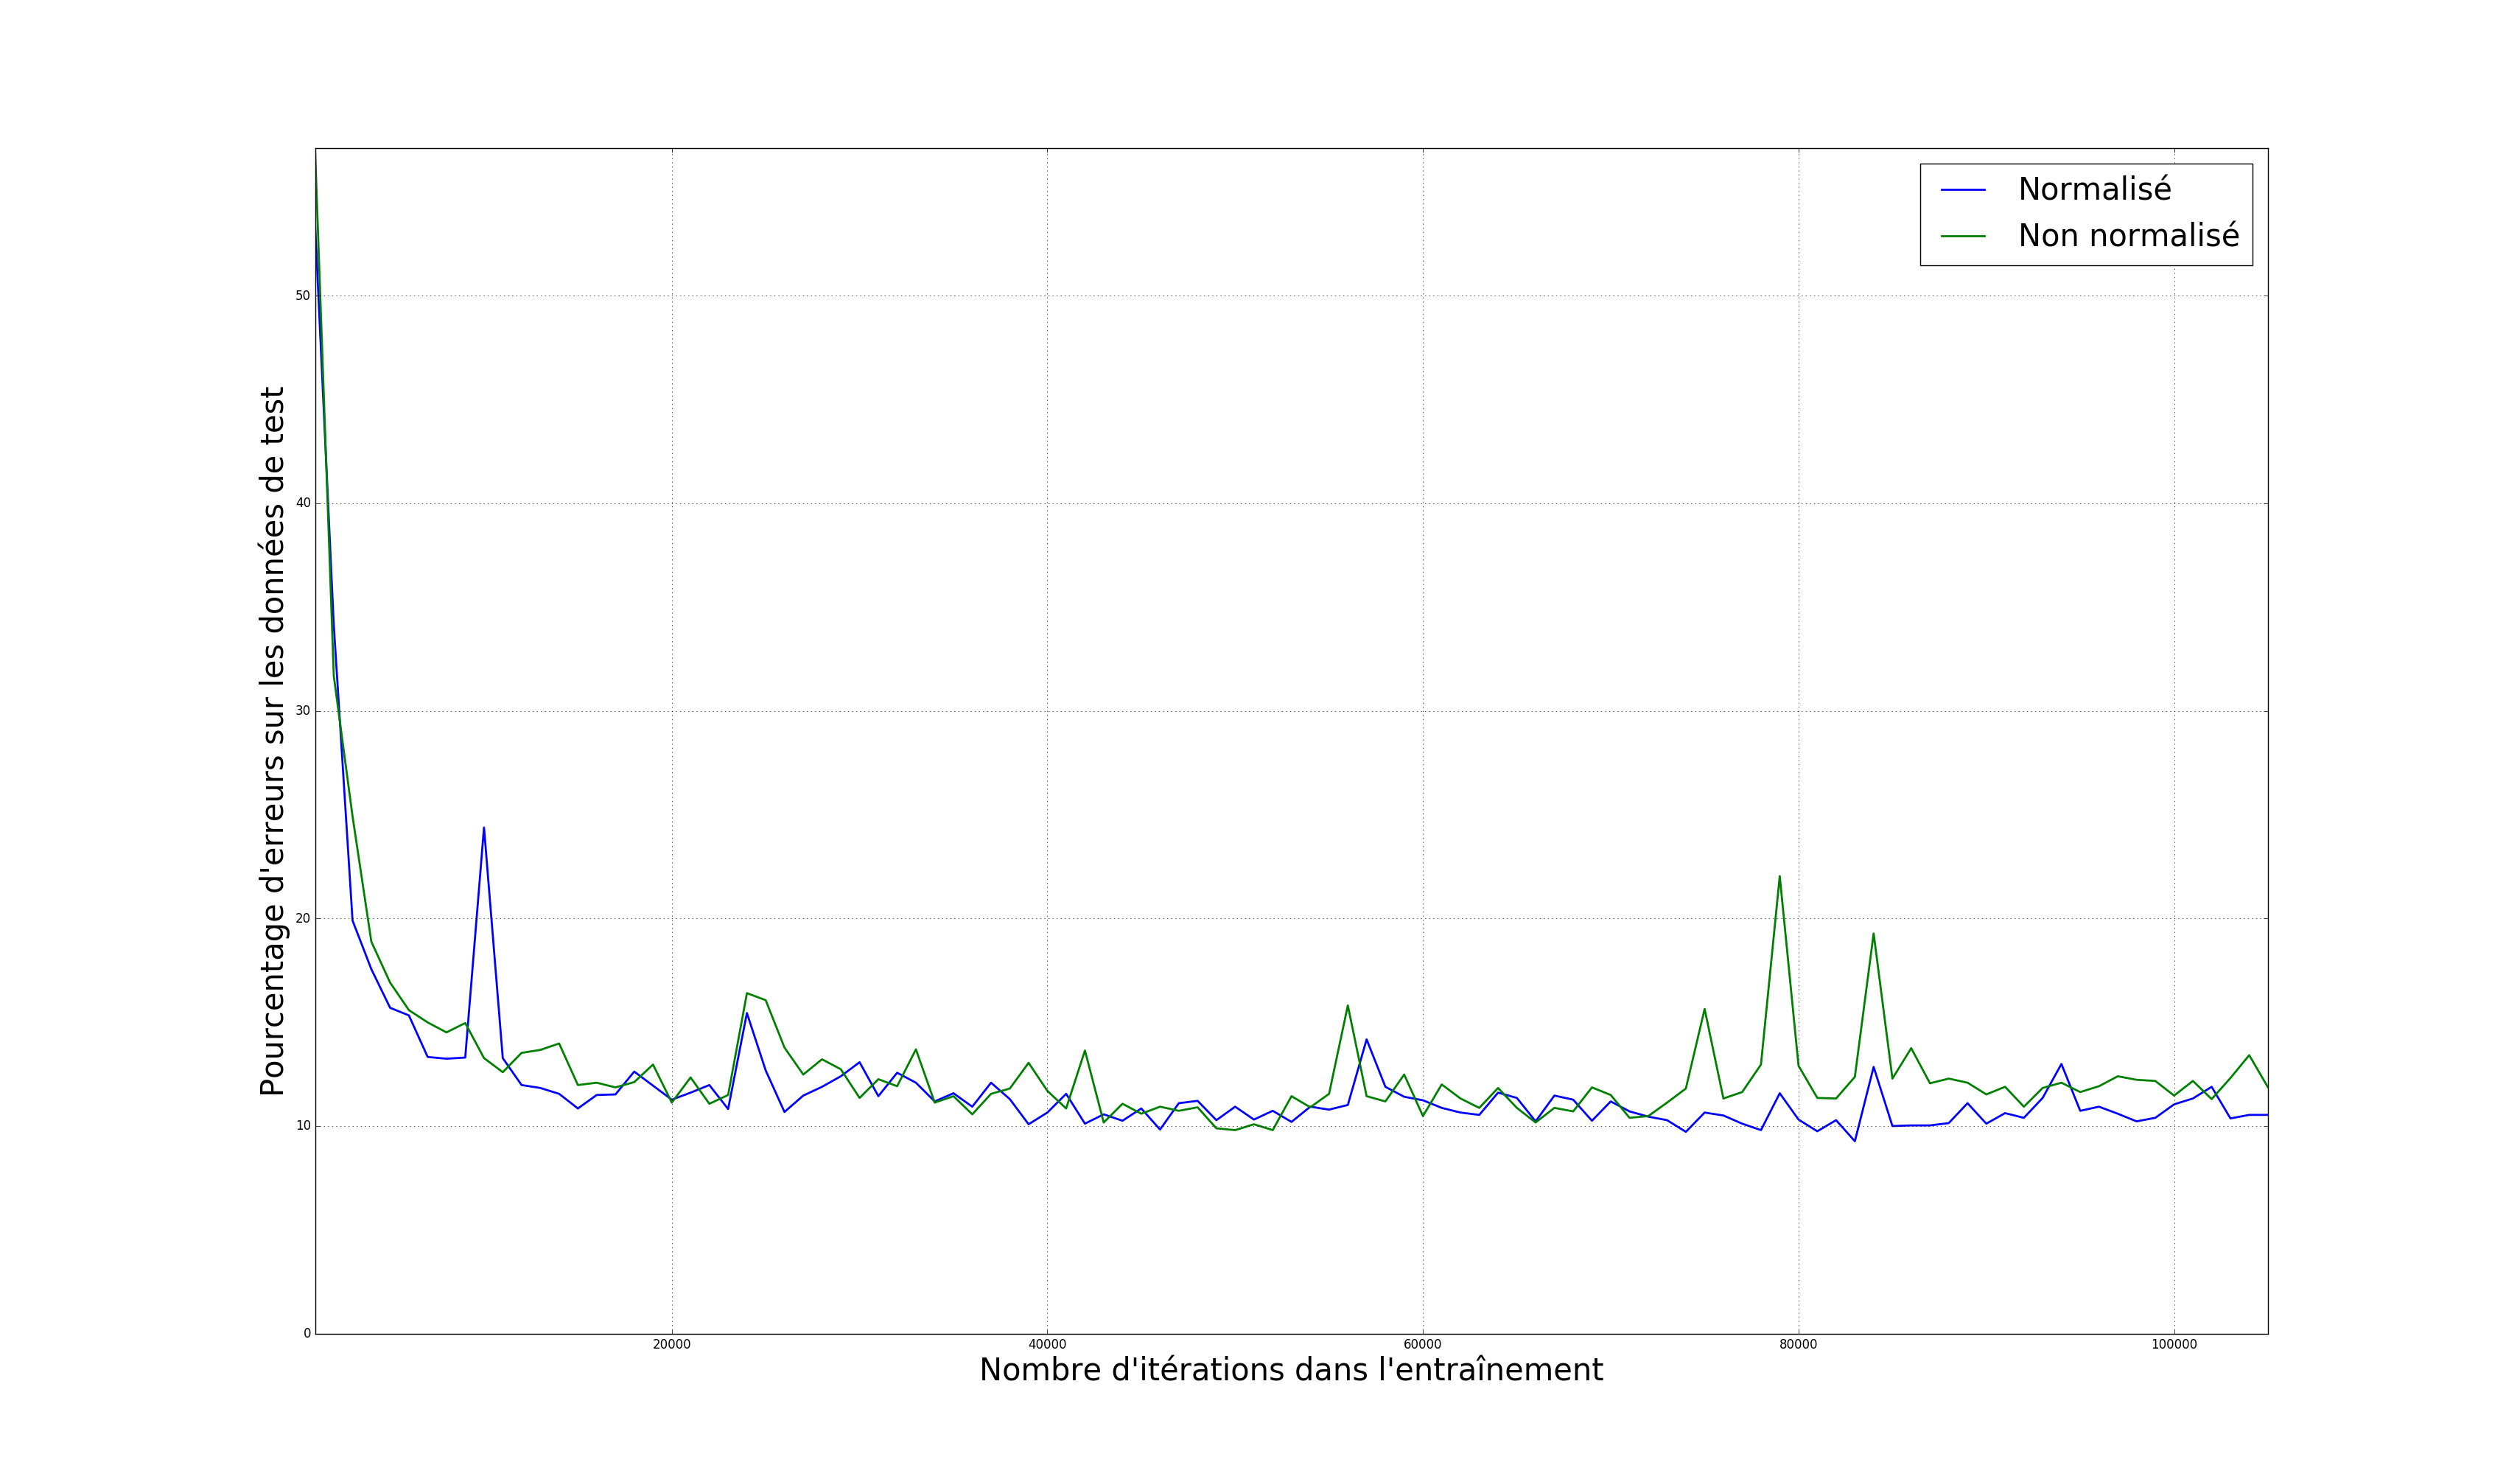 Normalisé
Non normalisé
Pourcentage d'erreurs sur les données de test
50
40
30
20
10
0
20000
40000
60000
80000
100000
Nombre d'itérations dans l'entraînement